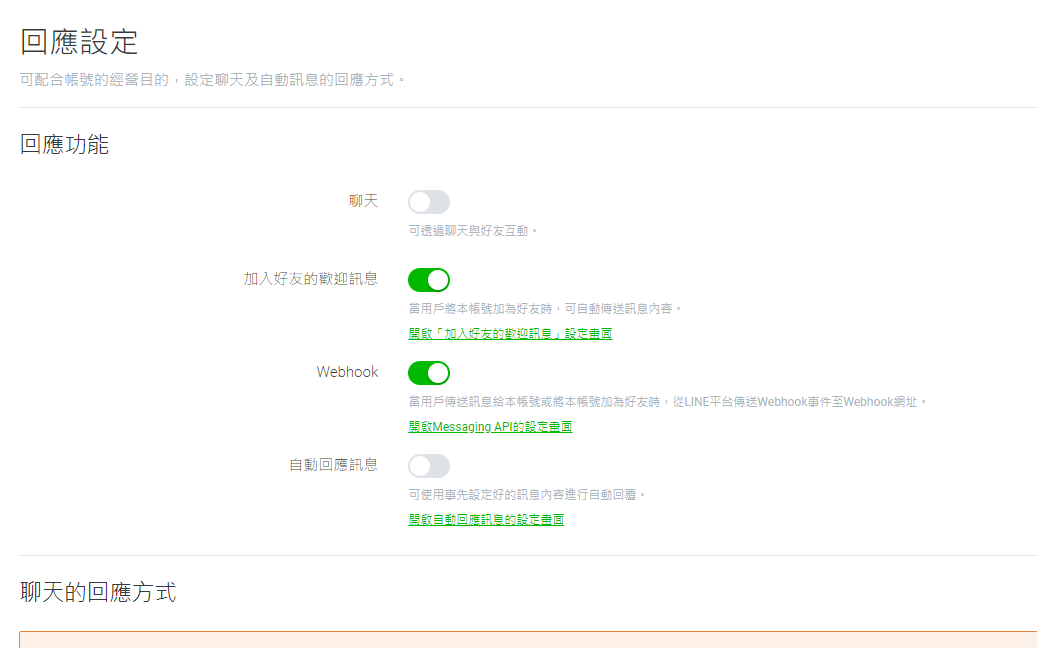 回應設定
可配合帳號的經營目的，設定聊天及自動訊息的回應方式。
回應功能
聊天
可透過聊天與好友互動。
加入好友的歡迎訊息
當用戶將本帳號加為好友時，可自動傳送訊息內容。
開啟「加入好友的歡迎訊息」設定畫面
Webhook
當用戶傳送訊息給本帳號或將本帳號加為好友時，從LINE平台傳送Webhook事件至Webhook網址。
開啟Messaging API的設定畫面
自動回應訊息
可使用事先設定好的訊息內容進行自動回覆。
開啟自動回應訊息的設定畫面
聊天的回應方式